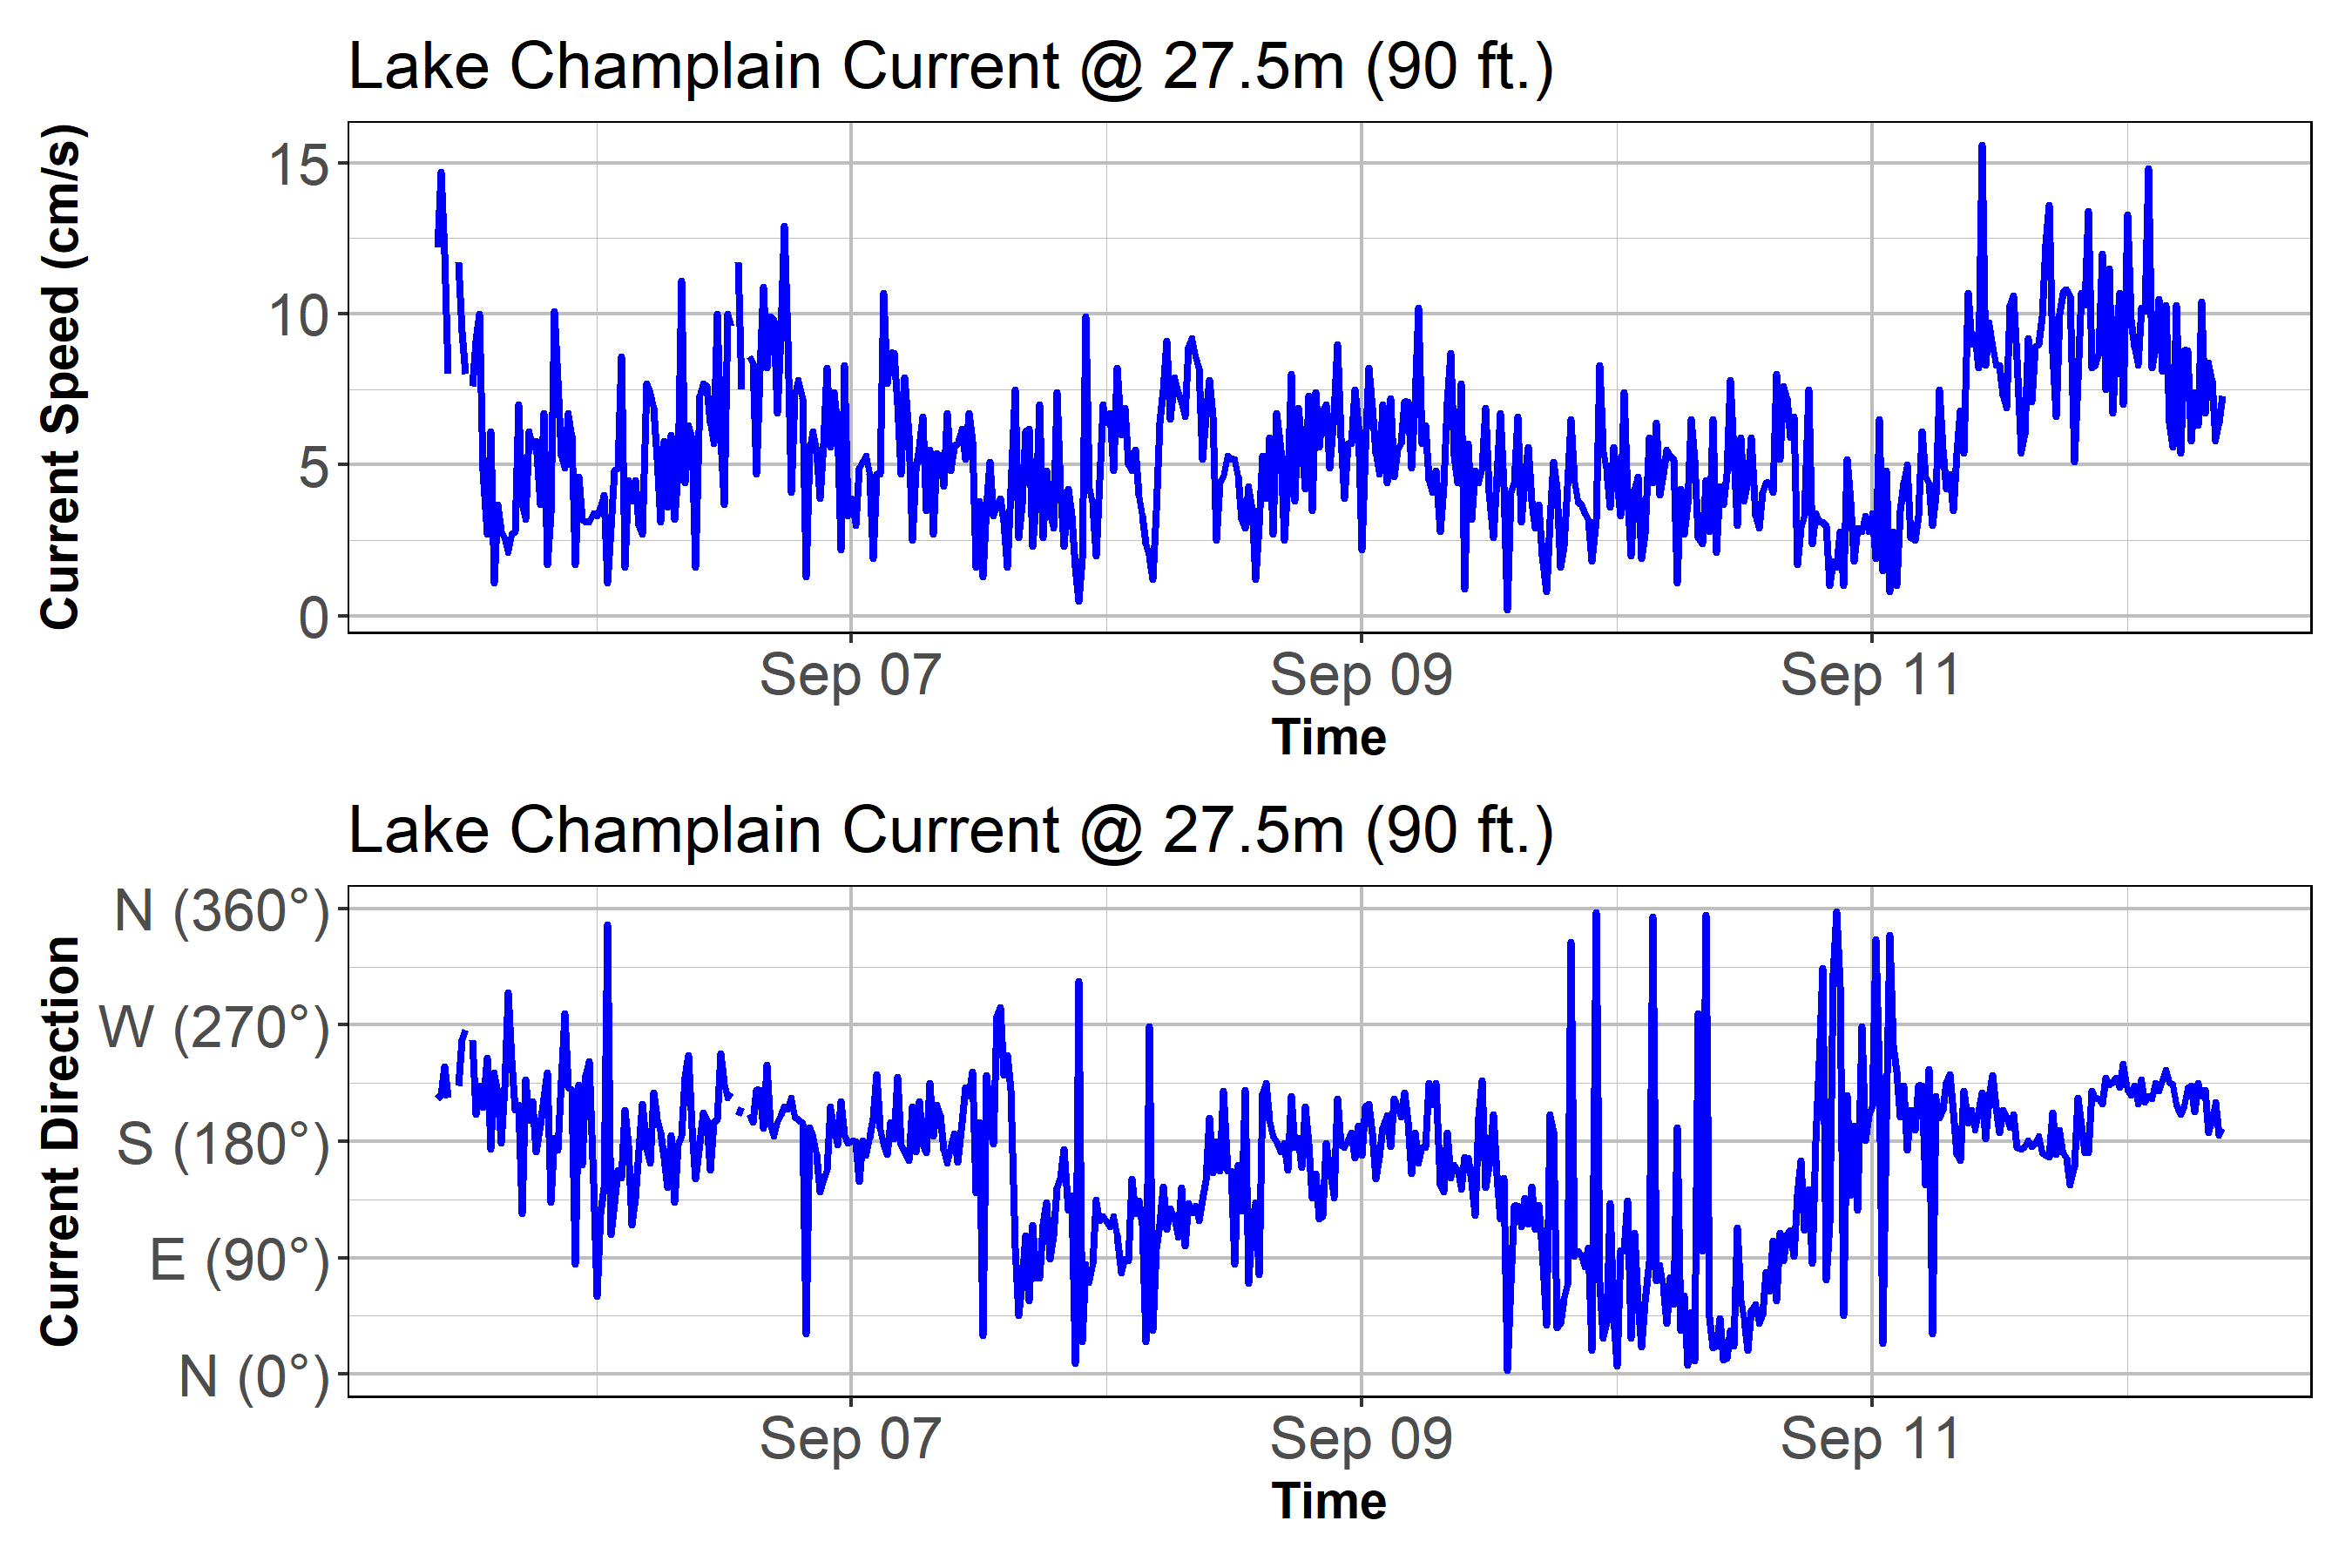 Lake Champlain Current @ 27.5m (90 ft.)
Current Speed (cm/s)
15
10
5
0
Sep 07 Sep 09 Sep 11
Time
Lake Champlain Current @ 27.5m (90 ft.)
Current Direction
N (360°)
W (270°)
S (180°)
E (90°)
N (0°)
Sep 07 Sep 09 Sep 11
Time